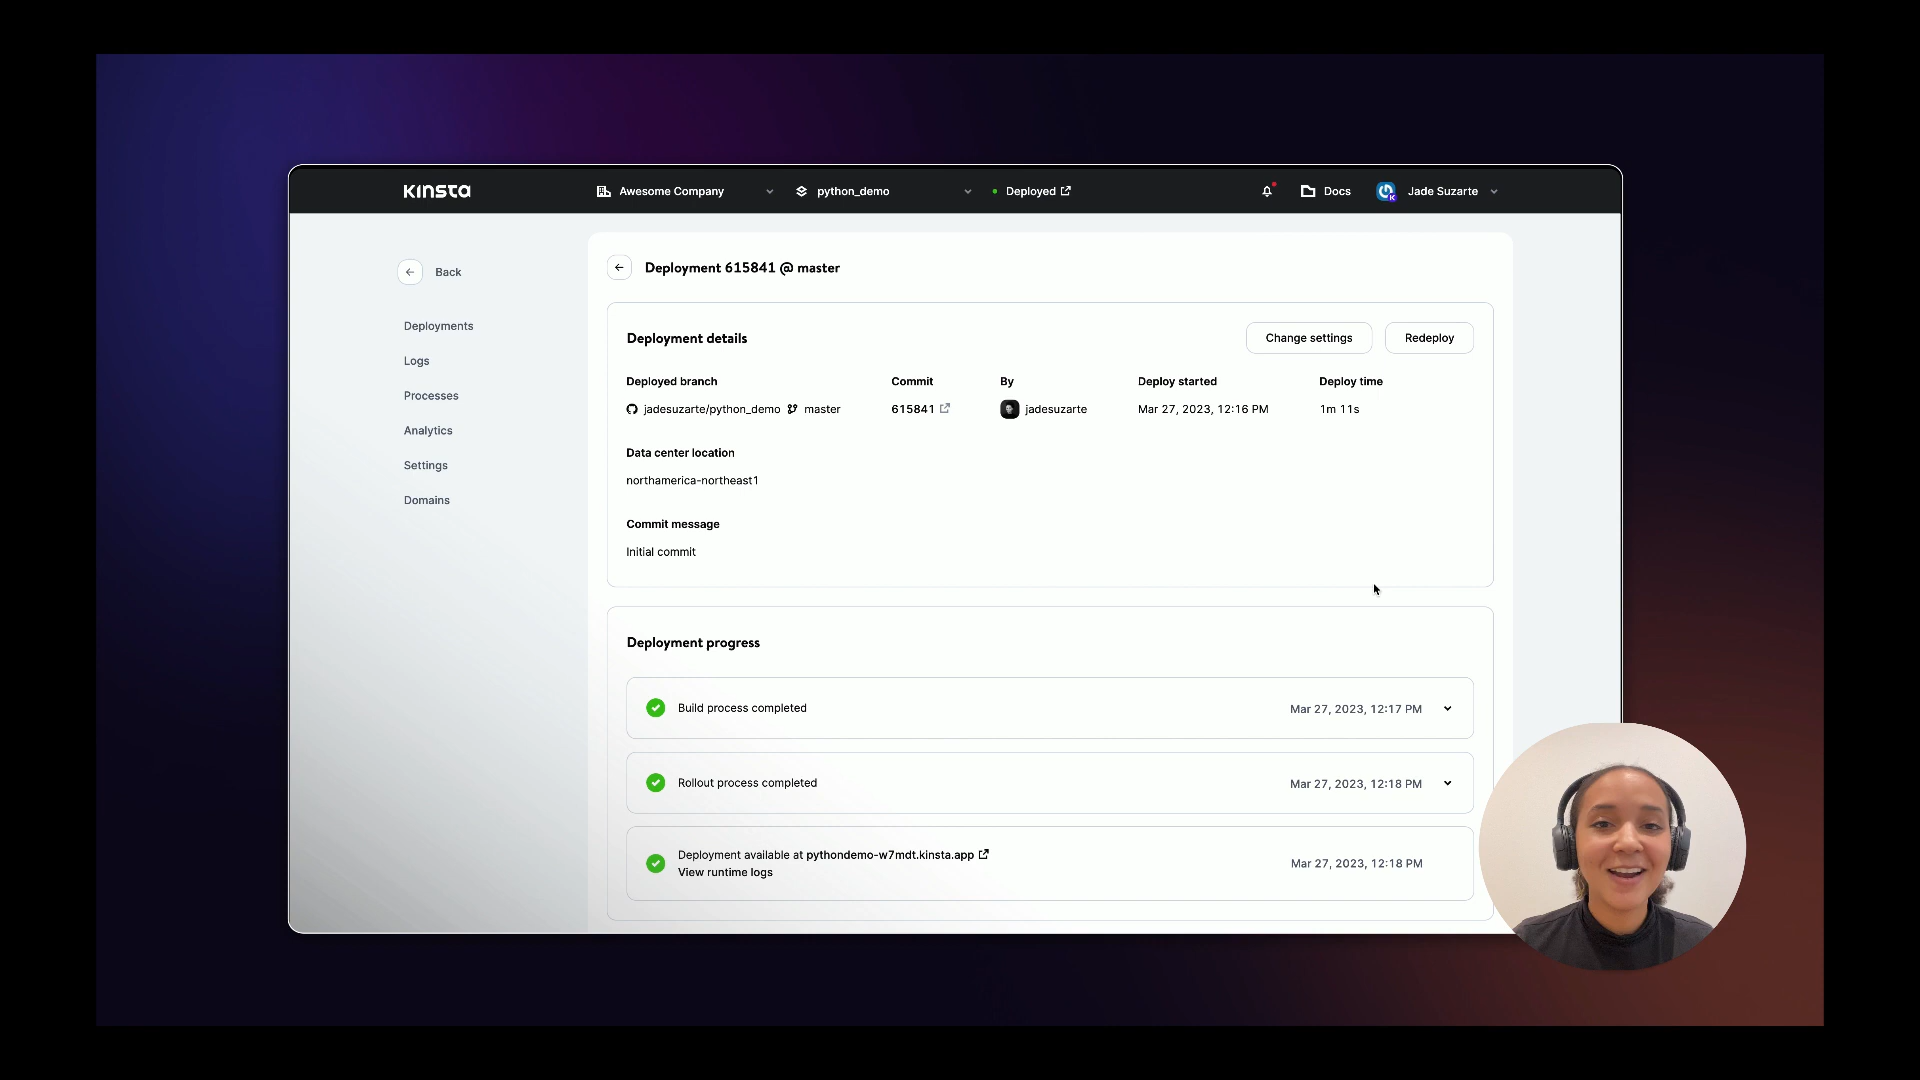 Kinsta
Awesome Company
python_demo
Deployed
Docs
Jade Suzarte
Back
Deployments
Logs
Processes
Analytics
Settings
Domains
Deployment 615841 @ master
Deployment details
Change settings
Redeploy
Deployed branch
Commit
By
Deploy started
Deploy time
jadesuzarte/python_demo
master
615841
jadesuzarte
Mar 27, 2023, 12:16 PM
1m 11s
Data center location
northamerica-northeast1
Commit message
Initial commit
Deployment progress
Build process completed
Mar 27, 2023, 12:17 PM
Rollout process completed
Mar 27, 2023, 12:18 PM
Deployment available at pythondemo-w7mdt.kinsta.app
View runtime logs
Mar 27, 2023, 12:18 PM